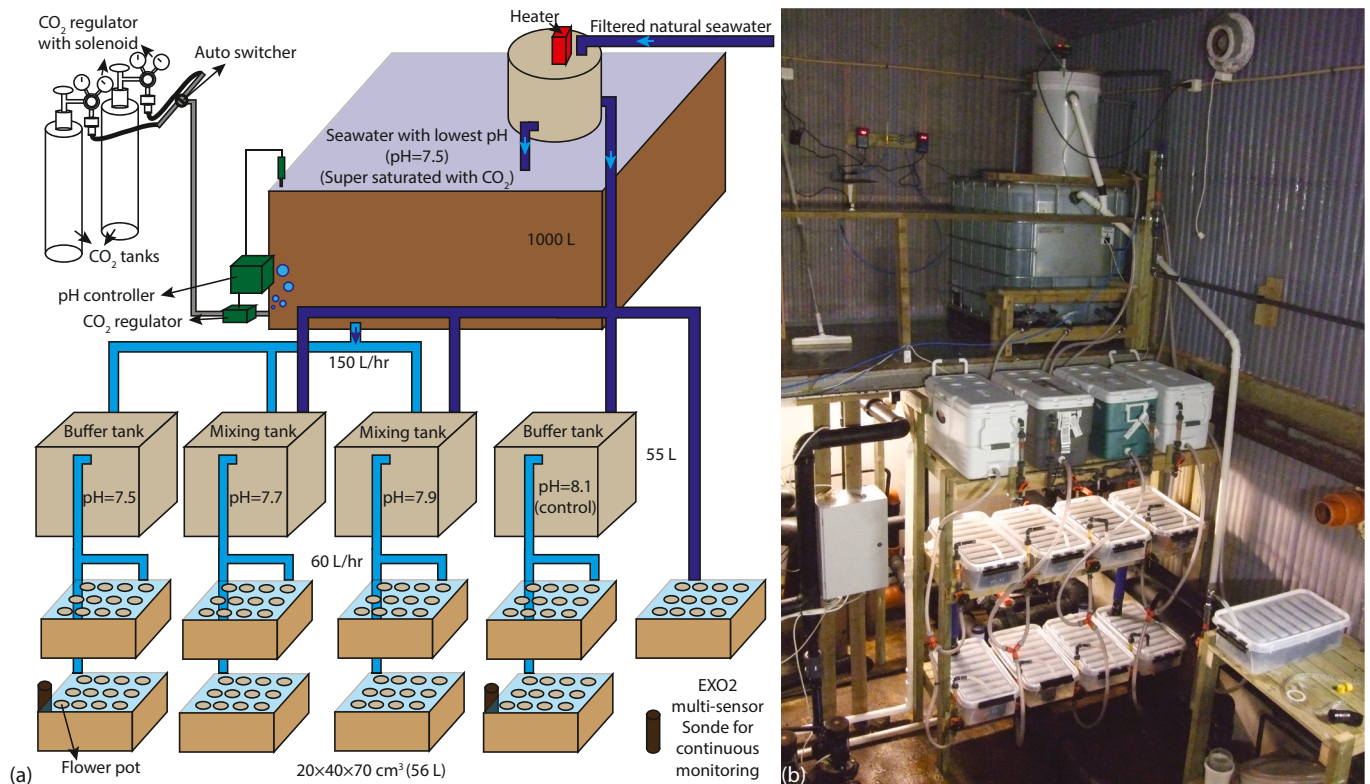 CO₂ regulator
with solenoid
Auto switcher
Heater
Filtered natural seawater
Seawater with lowest pH
(pH=7.5)
(Super saturated with CO₂)
1000 L
CO₂ tanks
pH controller
CO₂ regulator
150 L/hr
Buffer tank
Mixing tank
Mixing tank
Buffer tank
55 L
pH=7.5
pH=7.7
pH=7.9
pH=8.1
(control)
60 L/hr
EXO2
multi-sensor
Sonde for
continuous
monitoring
Flower pot
20×40×70 cm³ (56 L)
(a)
(b)